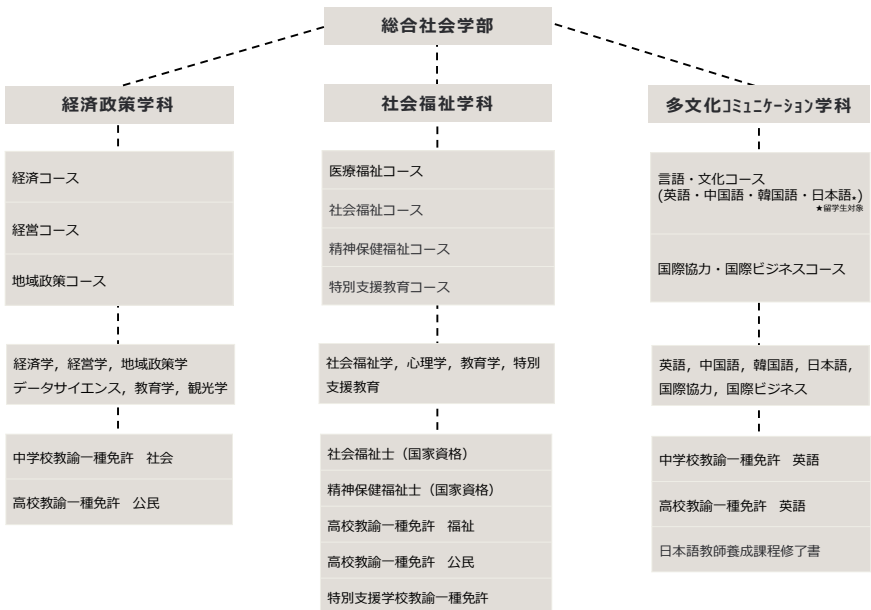 総合社会学部
経済政策学科
経済コース
経営コース
地域政策コース
経済学，経営学，地域政策学
データサイエンス，教育学，観光学
中学校教諭一種免許　社会
高校教諭一種免許　公民
社会福祉学科
医療福祉コース
社会福祉コース
精神保健福祉コース
特別支援教育コース
社会福祉学，心理学，教育学，特別
支援教育
社会福祉士（国家資格）
精神保健福祉士（国家資格）
高校教諭一種免許　福祉
高校教諭一種免許　公民
特別支援学校教諭一種免許
多文化ｺﾐｭﾆｹｰｼｮﾝ学科
言語・文化コース
(英語・中国語・韓国語・日本語★)
★留学生対象
国際協力・国際ビジネスコース
英語，中国語，韓国語，日本語，
国際協力，国際ビジネス
中学校教諭一種免許　英語
高校教諭一種免許　英語
日本語教師養成課程修了書